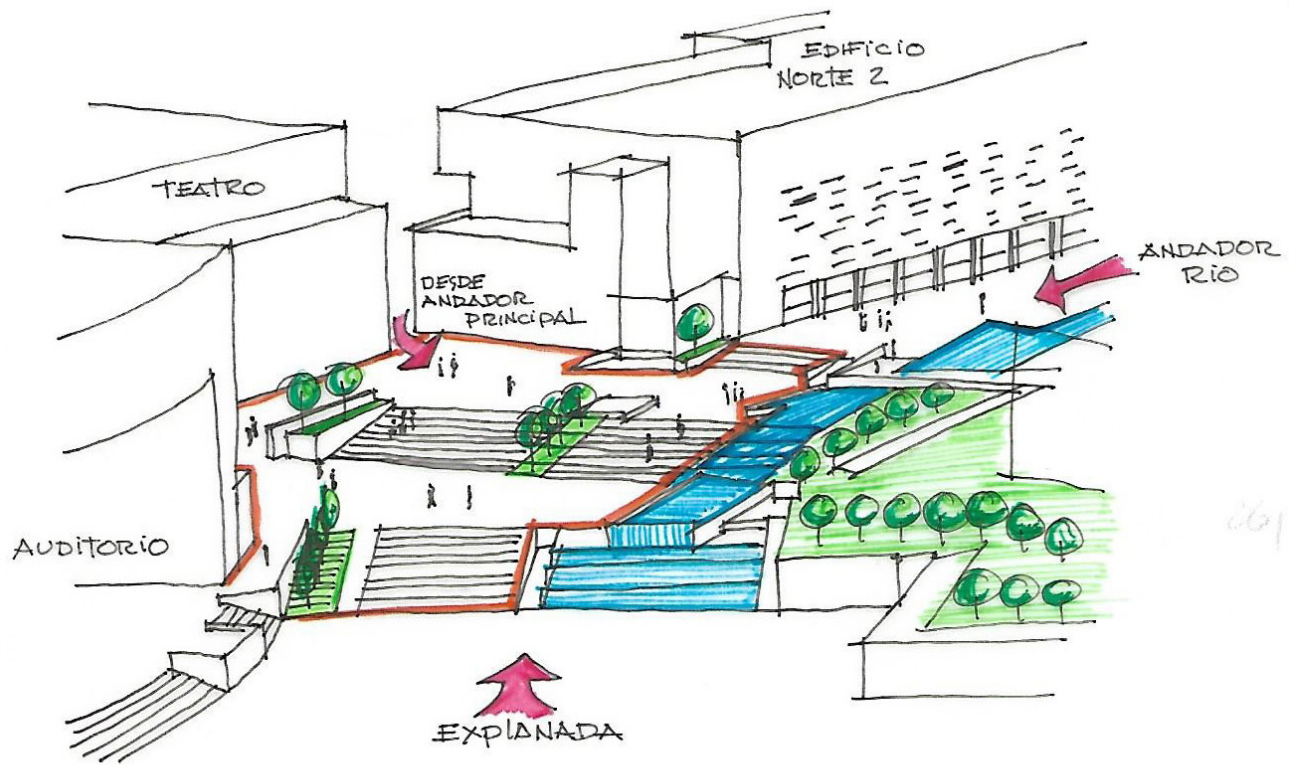 EDIFICIO
NORTE 2
TEATRO
ANDADOR
RIO
DESDE
ANDADOR
PRINCIPAL
AUDITORIO
EXPLANADA